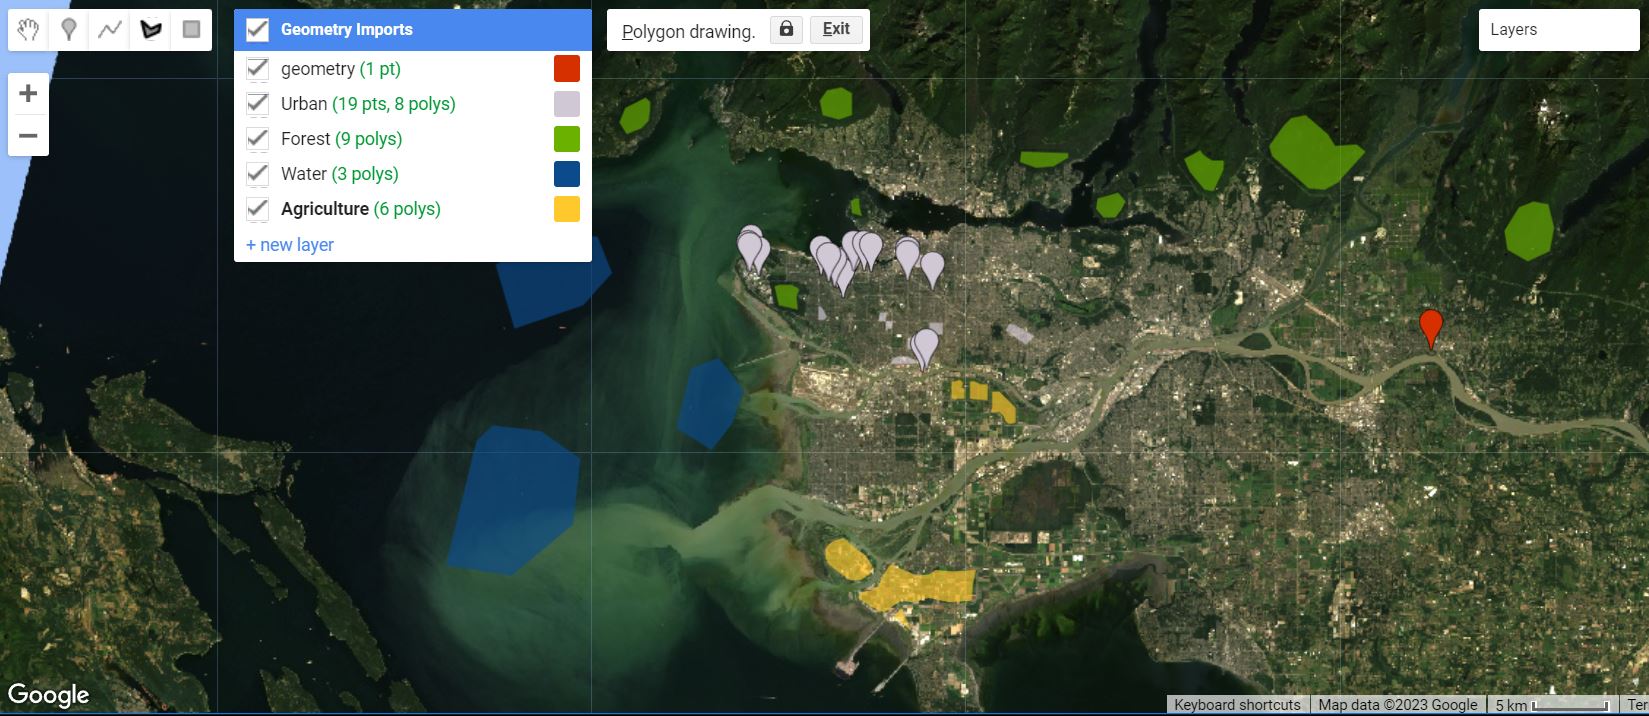 Geometry Imports
Polygon drawing.
Exit
Layers
geometry (1 pt)
Urban (19 pts, 8 polys)
Forest (9 polys)
Water (3 polys)
Agriculture (6 polys)
+ new layer
Google
Keyboard shortcuts
Map data ©2023 Google
5 km
Ter